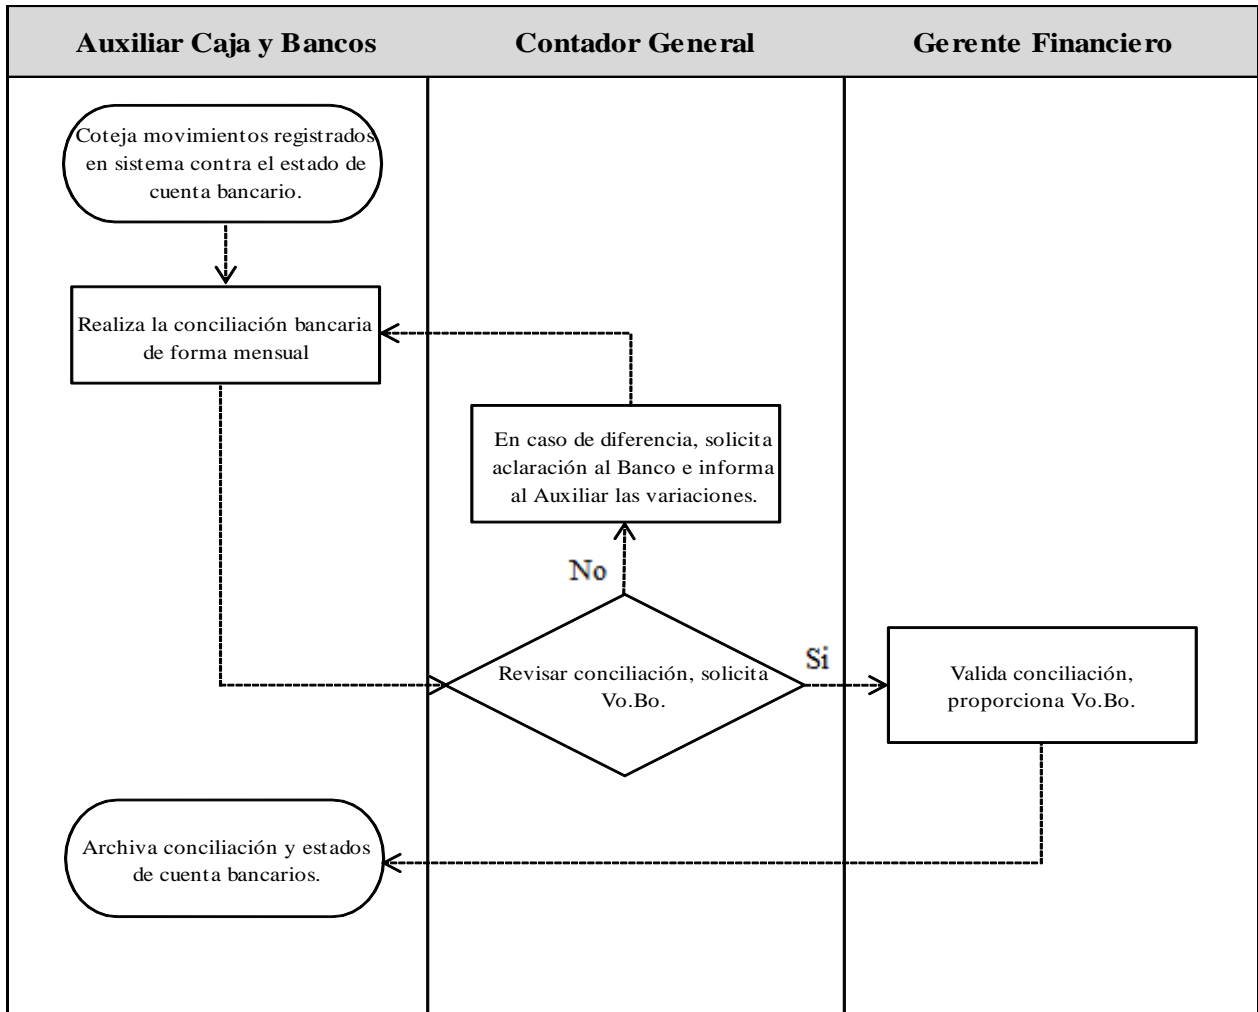 Auxiliar Caja y Bancos
Contador General
Gerente Financiero
Coteja movimientos registrados
en sistema contra el estado de
cuenta bancario.
Realiza la conciliación bancaria
de forma mensual
En caso de diferencia, solicita
aclaración al Banco e informa
al Auxiliar las variaciones.
No
Revisar conciliación, solicita
Vo.Bo.
Si
Valida conciliación,
proporciona Vo.Bo.
Archiva conciliación y estados
de cuenta bancarios.